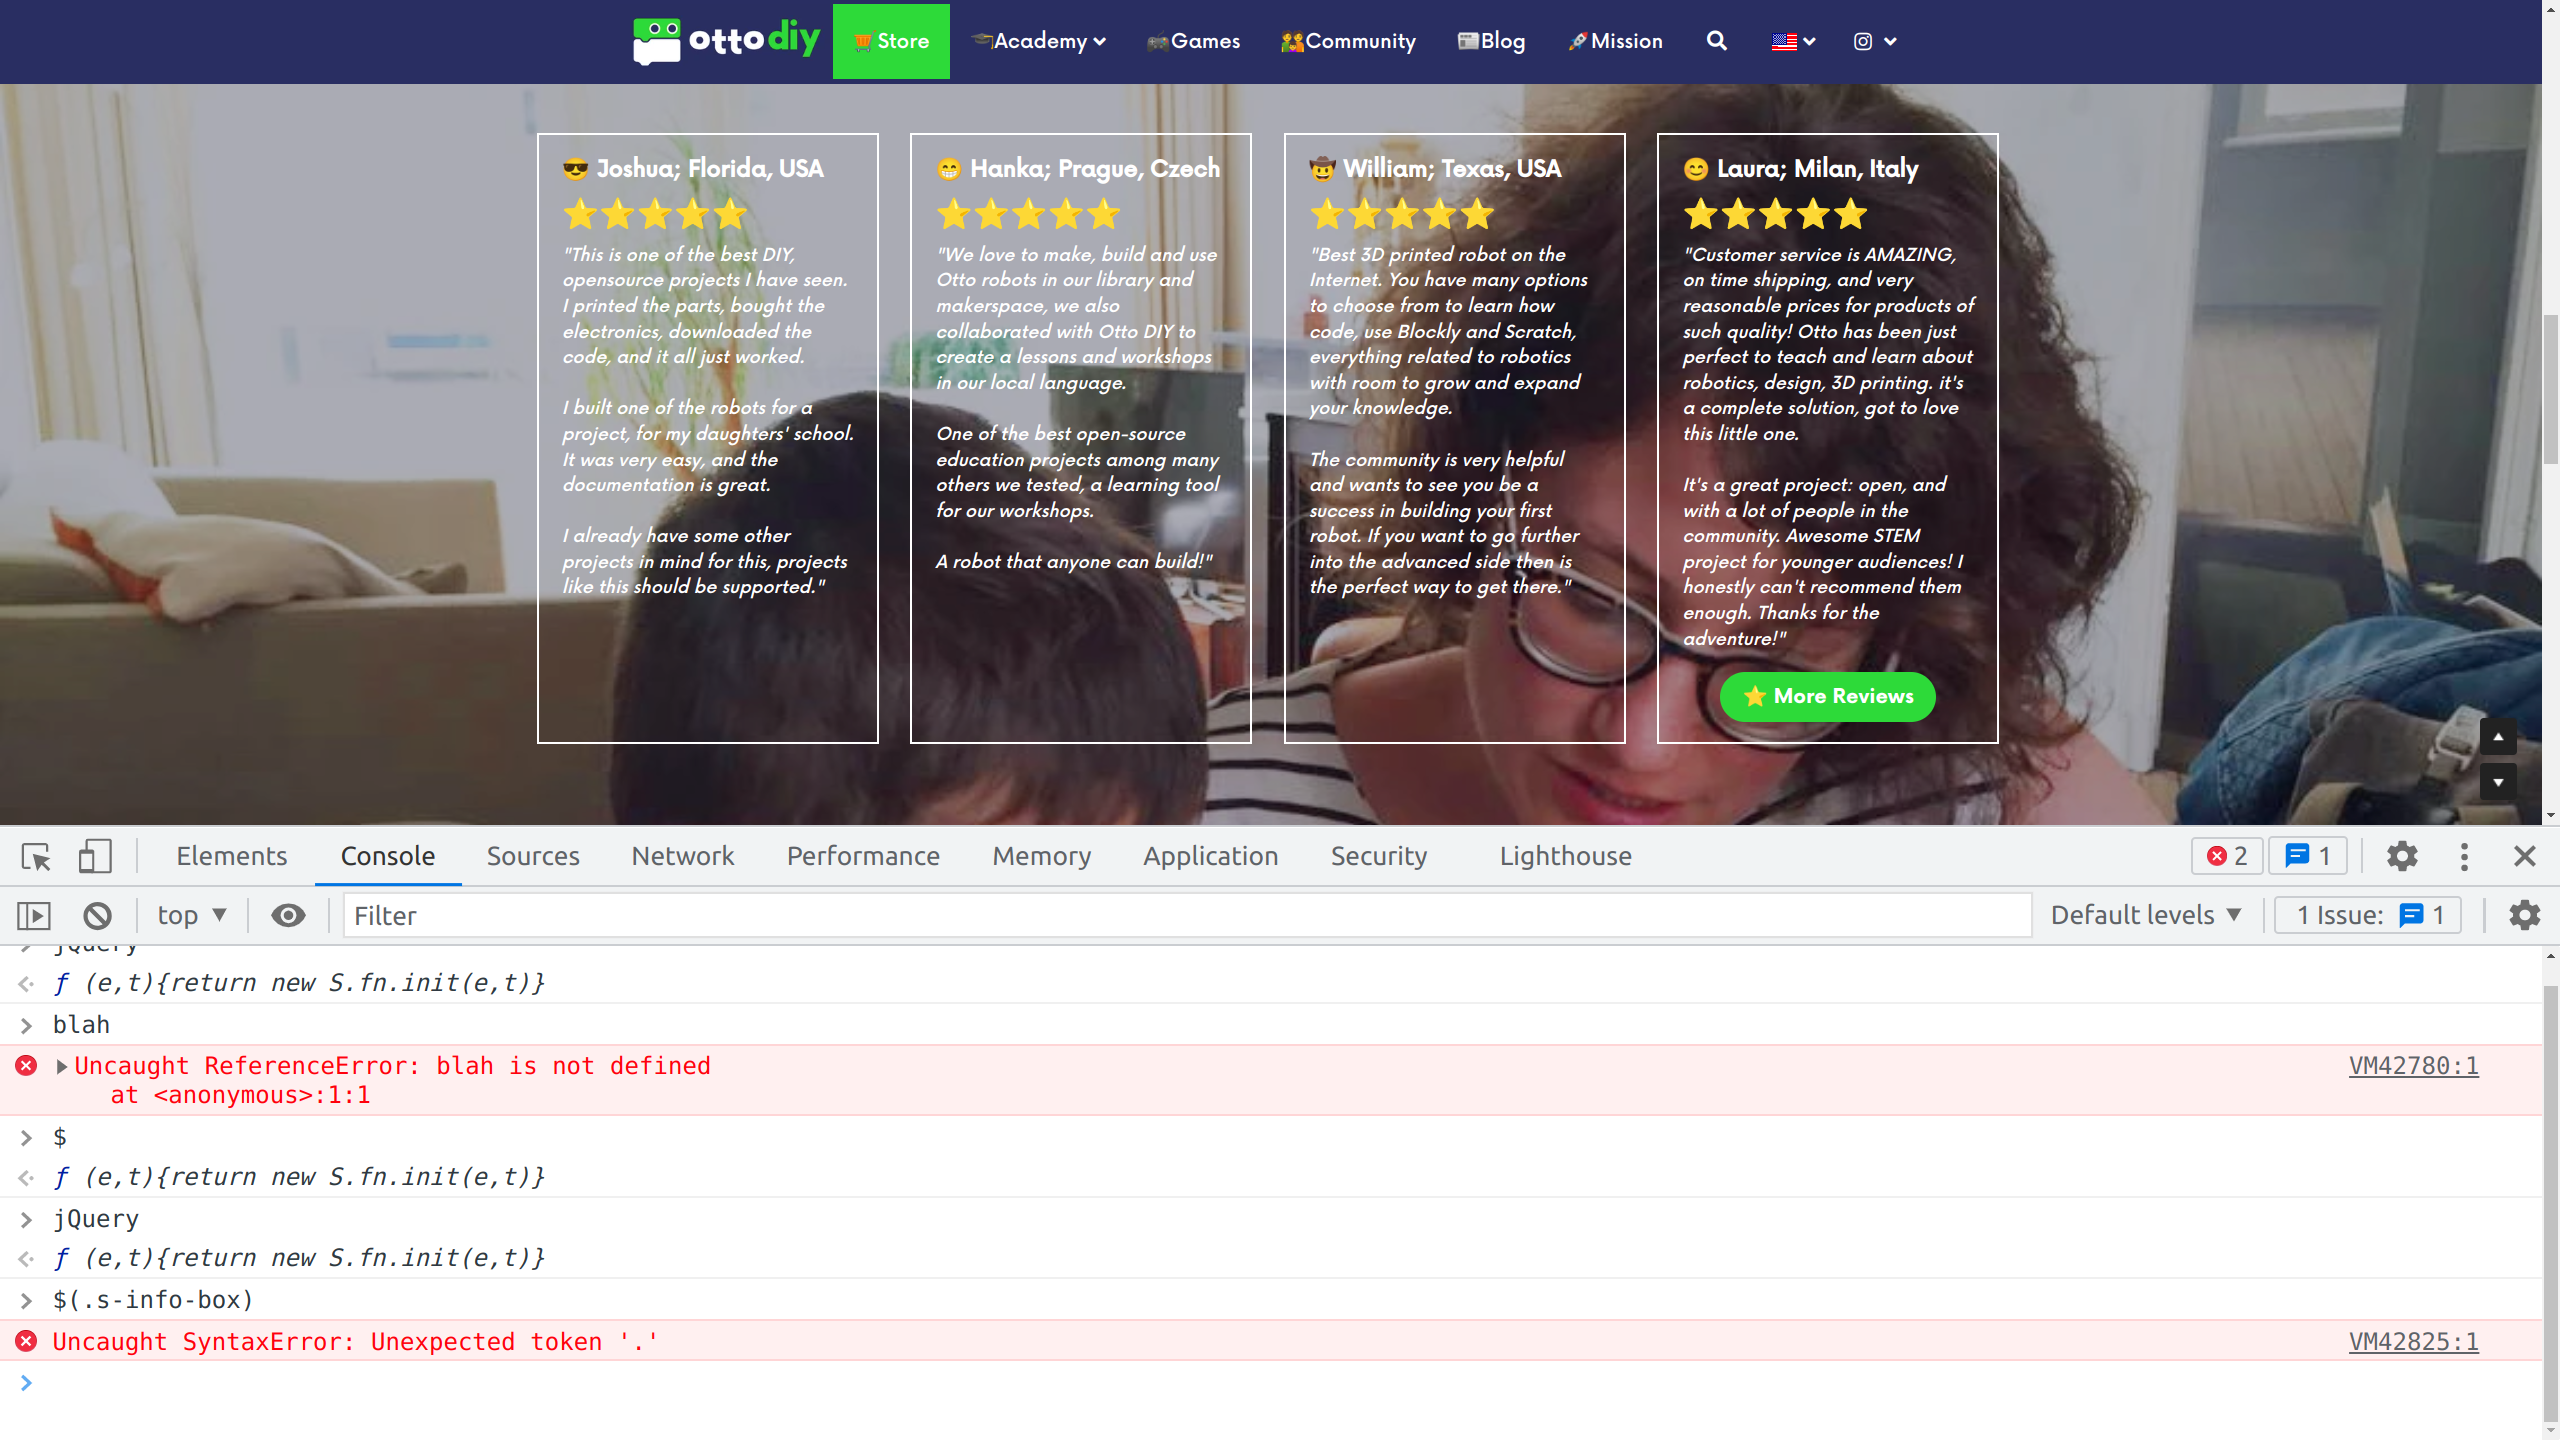 ottodiy
Store
Academy
Games
Community
Blog
Mission
Joshua; Florida, USA
"This is one of the best DIY,
opensource projects I have seen.
I printed the parts, bought the
electronics, downloaded the
code, and it all just worked.
I built one of the robots for a
project, for my daughters' school.
It was very easy, and the
documentation is great.
I already have some other
projects in mind for this, projects
like this should be supported."
Hanka; Prague, Czech
"We love to make, build and use
Otto robots in our library and
makerspace, we also
collaborated with Otto DIY to
create a lessons and workshops
in our local language.
One of the best open-source
education projects among many
others we tested, a learning tool
for our workshops.
A robot that anyone can build!"
William; Texas, USA
"Best 3D printed robot on the
Internet. You have many options
to choose from to learn how
code, use Blockly and Scratch,
everything related to robotics
with room to grow and expand
your knowledge.
The community is very helpful
and wants to see you be a
success in building your first
robot. If you want to go further
into the advanced side then is
the perfect way to get there."
Laura; Milan, Italy
"Customer service is AMAZING,
on time shipping, and very
reasonable prices for products of
such quality! Otto has been just
perfect to teach and learn about
robotics, design, 3D printing. it's
a complete solution, got to love
this little one.
It's a great project: open, and
with a lot of people in the
community. Awesome STEM
project for younger audiences! I
honestly can't recommend them
enough. Thanks for the
adventure!"
More Reviews
Elements Console Sources Network Performance Memory Application Security Lighthouse 2 1
top Filter Default levels 1 Issue: 1
jQuery
ƒ (e,t){return new S.fn.init(e,t)}
blah
Uncaught ReferenceError: blah is not defined VM42780:1
at <anonymous>:1:1
$
ƒ (e,t){return new S.fn.init(e,t)}
jQuery
ƒ (e,t){return new S.fn.init(e,t)}
$(.s-info-box)
Uncaught SyntaxError: Unexpected token '.' VM42825:1